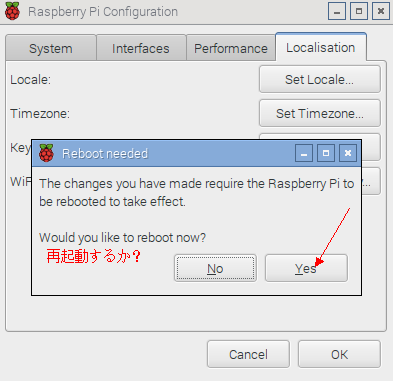 Raspberry Pi Configuration
System Interfaces Performance Localisation
Locale: Set Locale...
Timezone: Set Timezone...
Reboot needed
The changes you have made require the Raspberry Pi to
be rebooted to take effect.
Would you like to reboot now?
再起動するか?
No Yes
Cancel OK